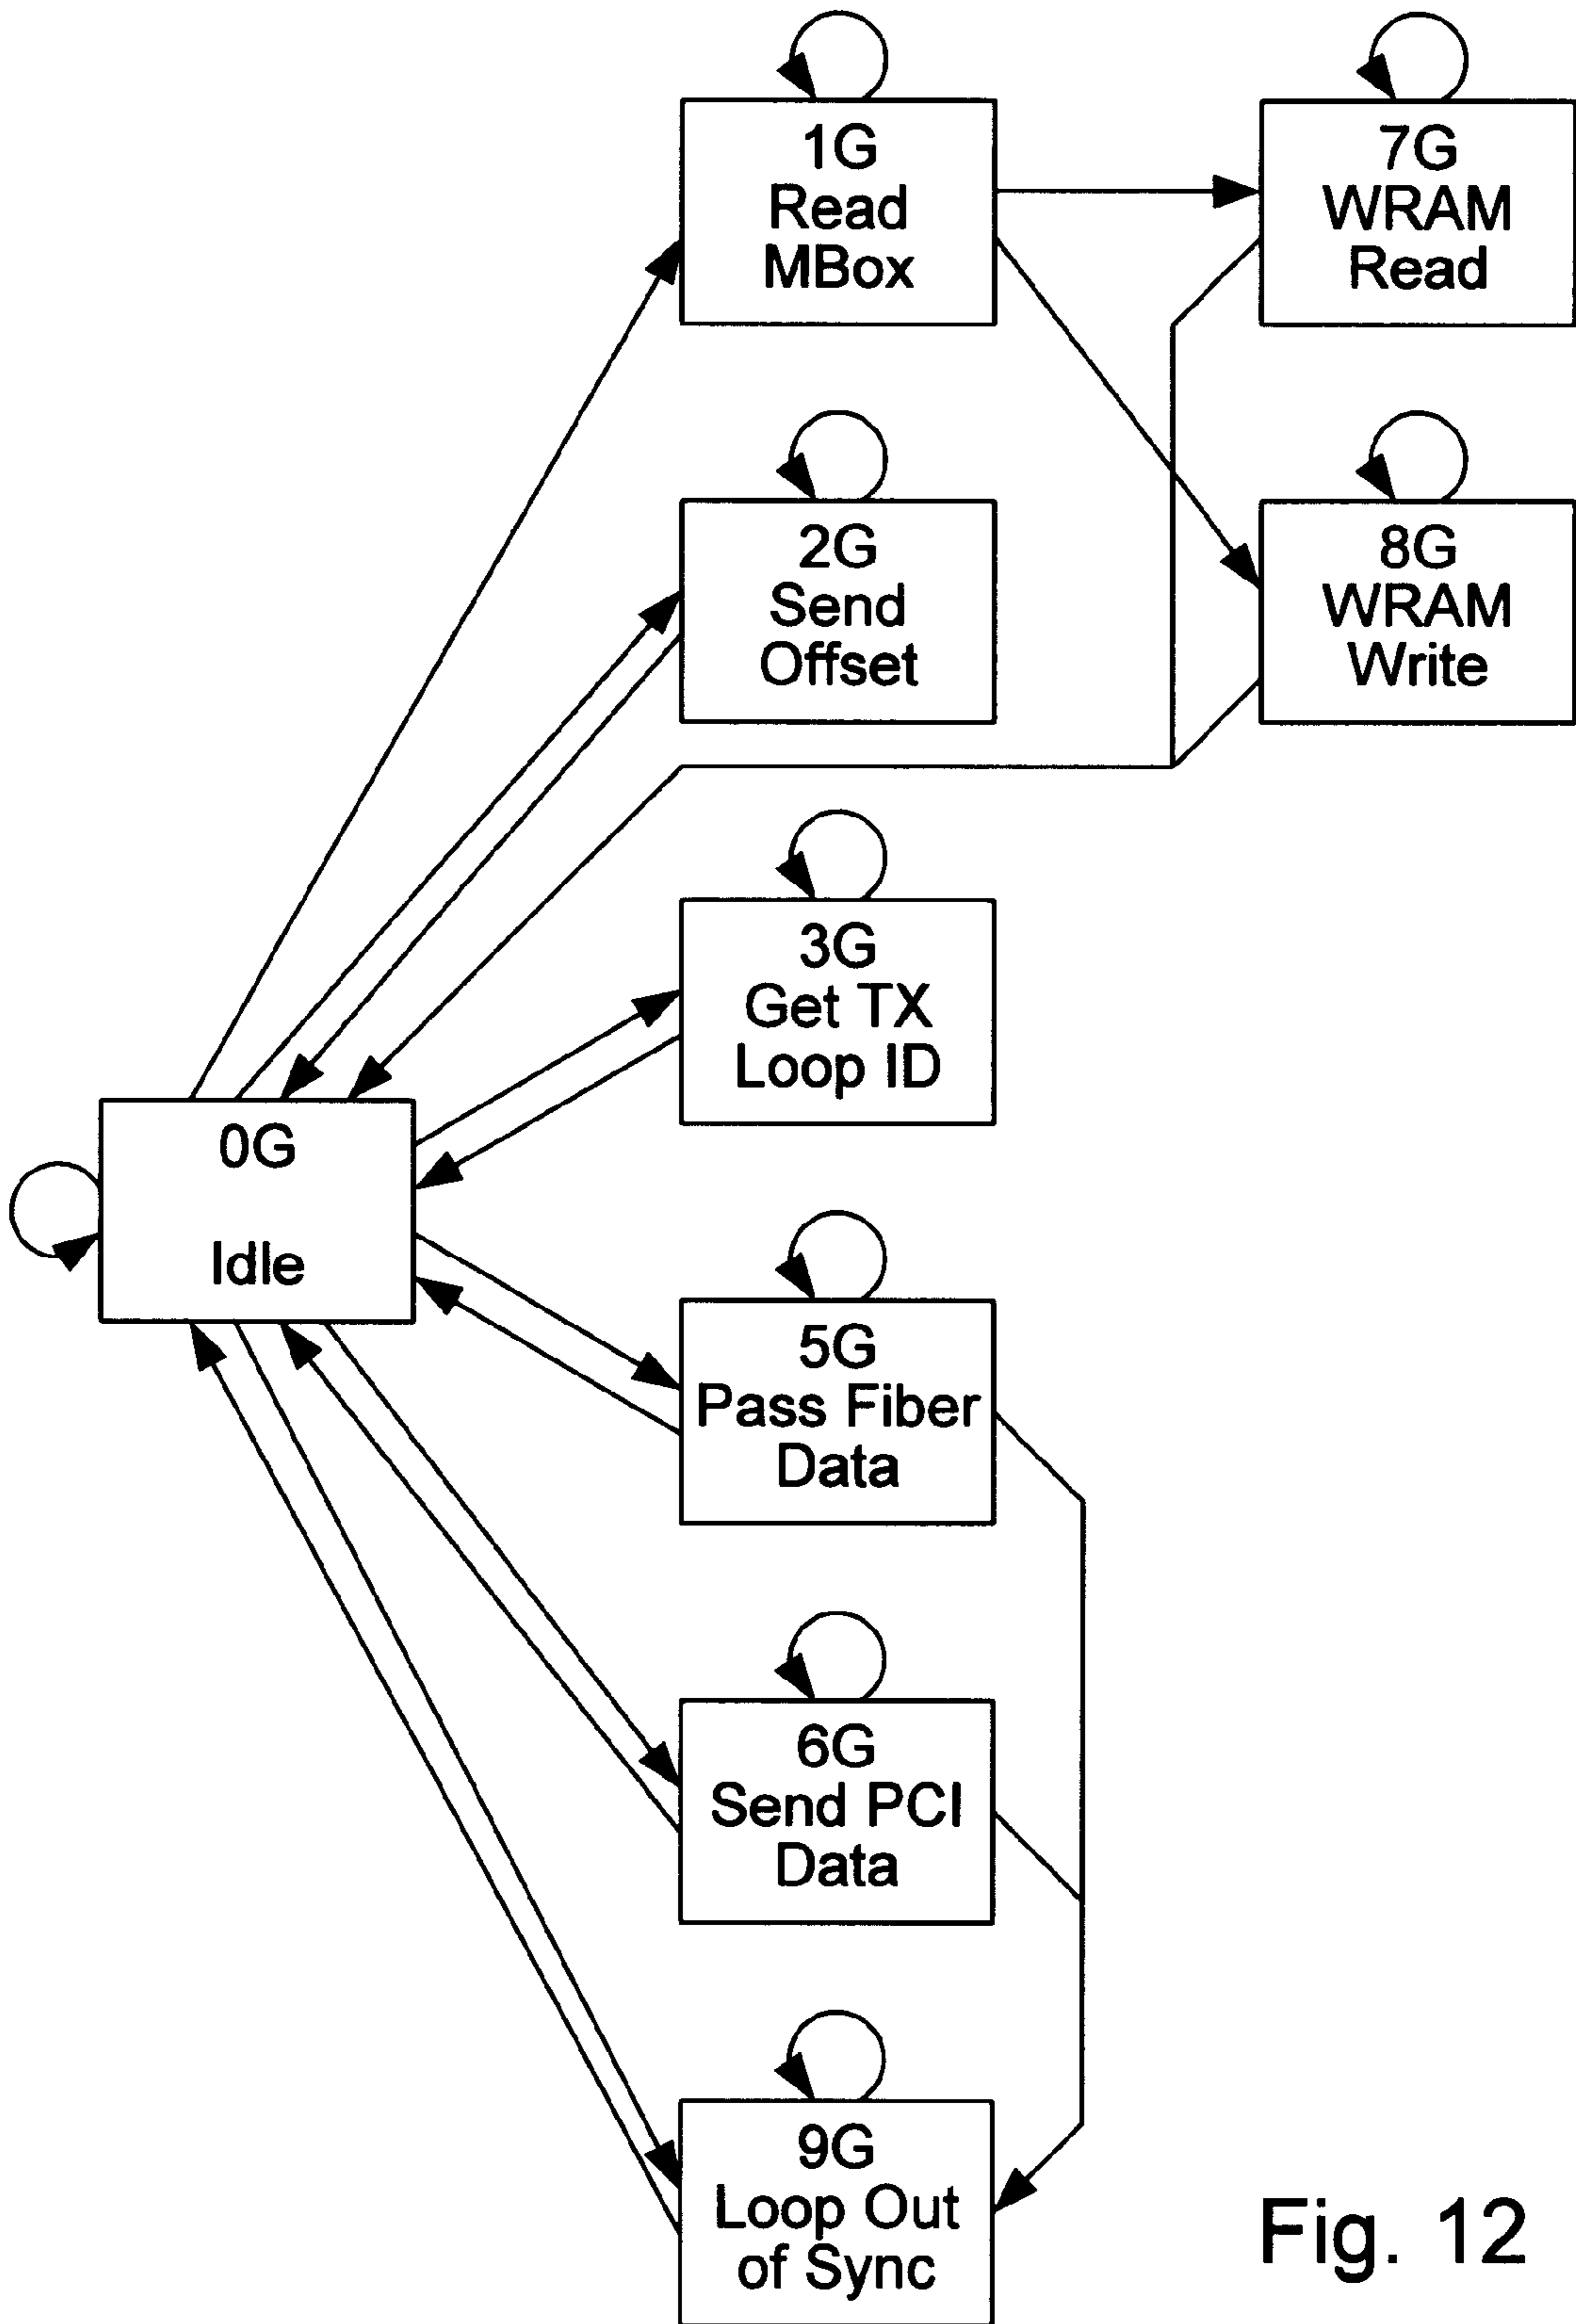 1G
Read
MBox
7G
WRAM
Read
2G
Send
Offset
8G
WRAM
Write
3G
Get TX
Loop ID
0G
Idle
5G
Pass Fiber
Data
6G
Send PCI
Data
9G
Loop Out
of Sync
Fig. 12